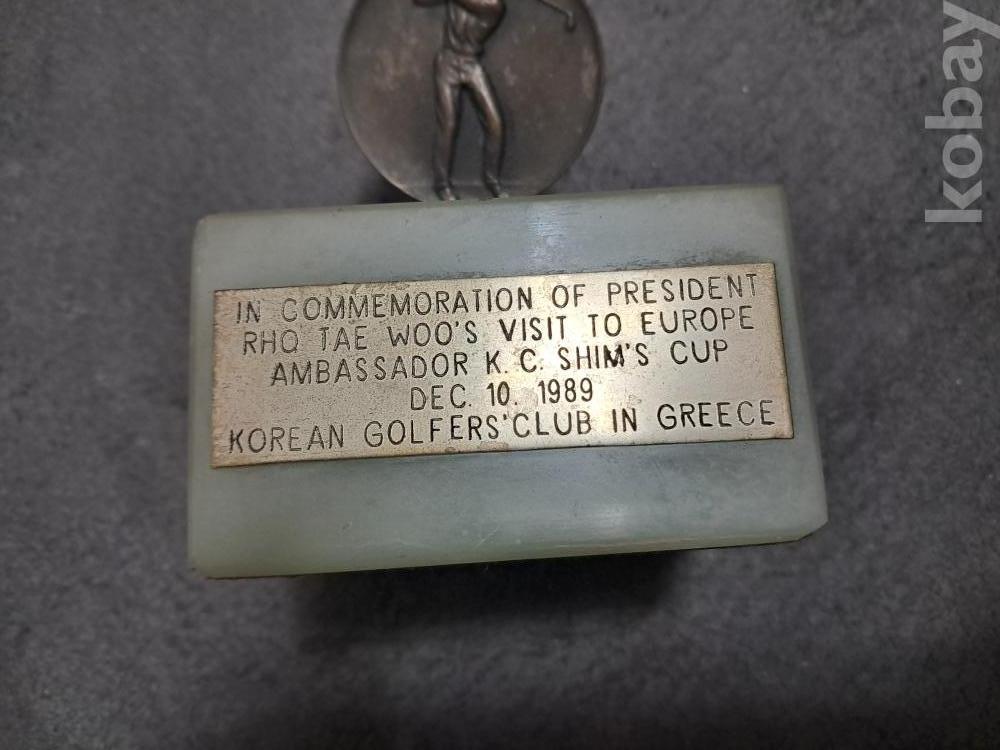 IN COMMEMORATION OF PRESIDENT
RHO TAE WOO'S VISIT TO EUROPE
AMBASSADOR K. C. SHIM'S CUP
DEC. 10. 1989
KOREAN GOLFERS' CLUB IN GREECE
kobay